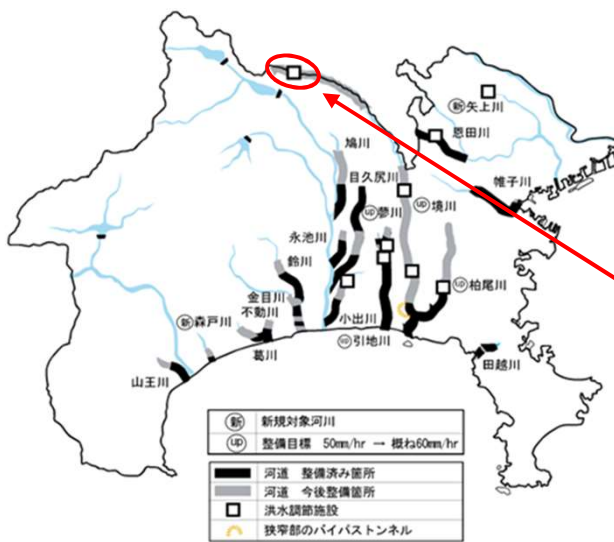 新 矢上川
恩田川
鳩川
帷子川
目久尻川
up 蓼川
up 境川
永池川
鈴川
up 柏尾川
金目川
不動川
新 森戸川
小出川
up 引地川
葛川
田越川
山王川
新 新規対象河川
up 整備目標 50mm/hr → 概ね60mm/hr
河道 整備済み箇所
河道 今後整備箇所
洪水調節施設
狭窄部のバイパストンネル